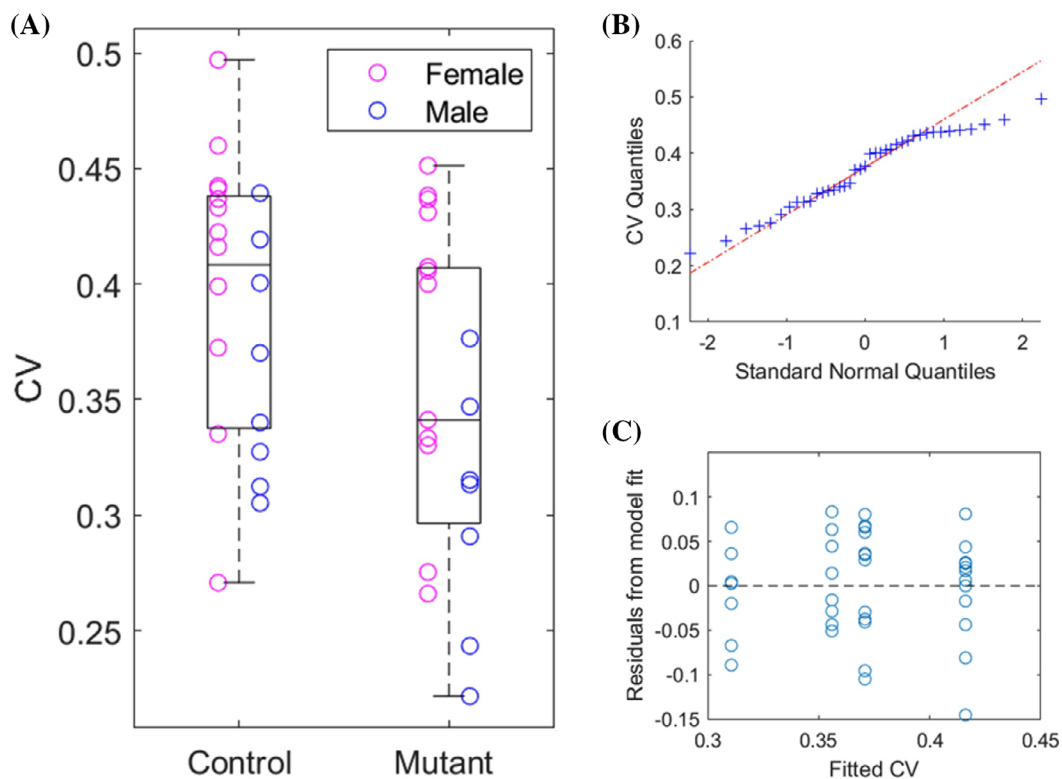 (A)
CV
0.5
0.45
0.4
0.35
0.3
0.25
Female
Male
Control
Mutant
(B)
CV Quantiles
0.6
0.5
0.4
0.3
0.2
0.1
-2
-1
0
1
2
Standard Normal Quantiles
(C)
Residuals from model fit
0.1
0.05
0
-0.05
-0.1
-0.15
0.3
0.35
0.4
0.45
Fitted CV